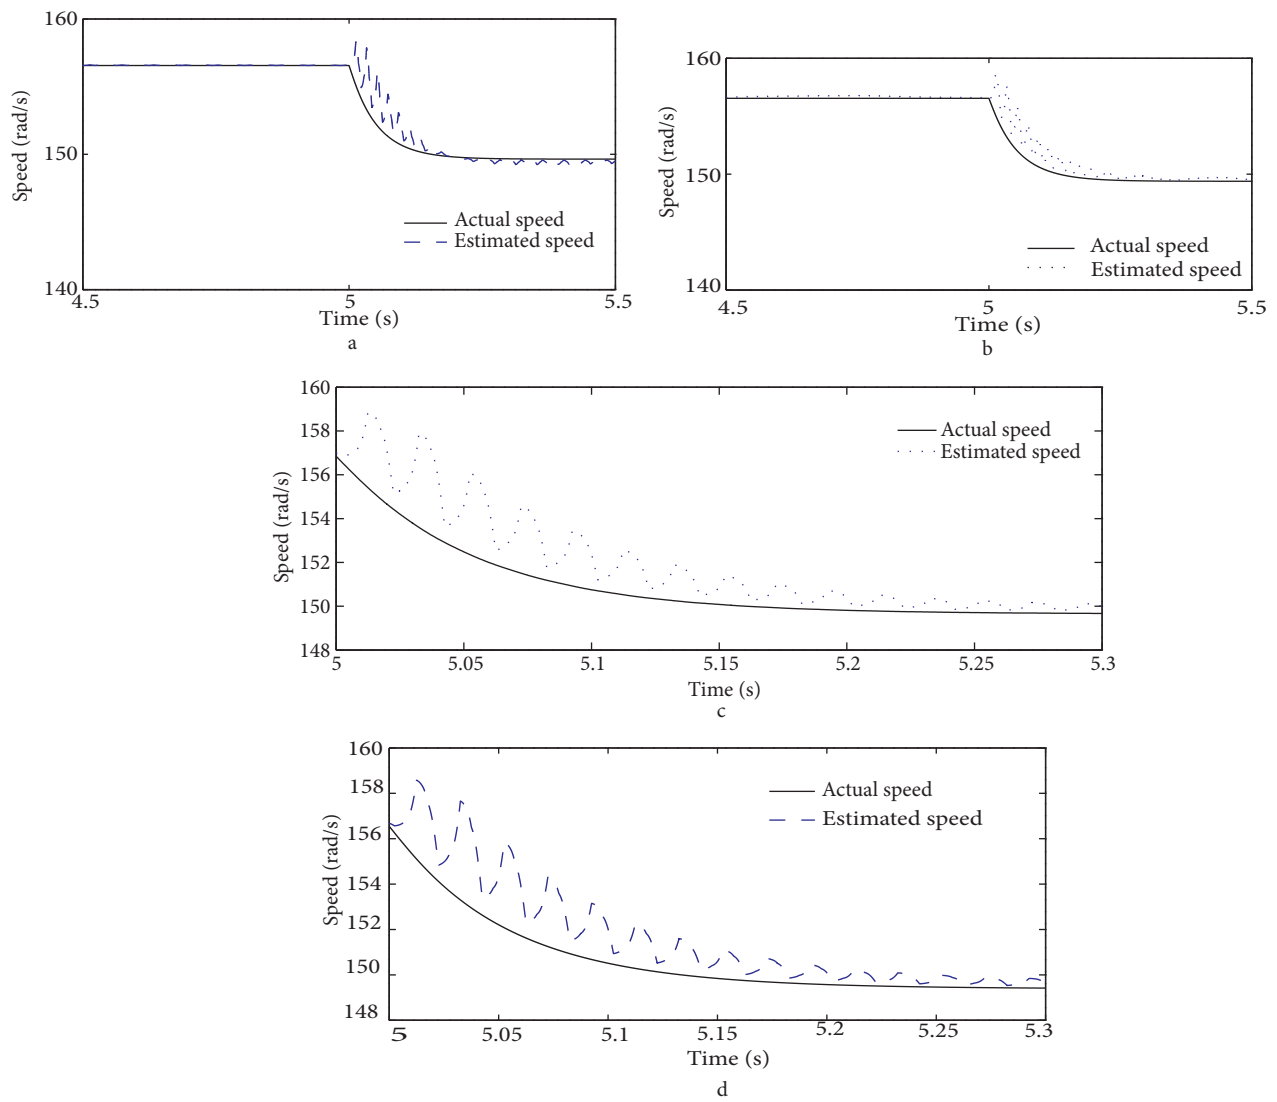 160
150
140
Speed (rad/s)
Actual speed
Estimated speed
4.5
5
5.5
Time (s)
a
160
150
140
Speed (rad/s)
Actual speed
Estimated speed
4.5
5
5.5
Time (s)
b
160
158
156
154
152
150
148
Speed (rad/s)
Actual speed
Estimated speed
5
5.05
5.1
5.15
5.2
5.25
5.3
Time (s)
c
160
158
156
154
152
150
148
Speed (rad/s)
Actual speed
Estimated speed
5
5.05
5.1
5.15
5.2
5.25
5.3
Time (s)
d